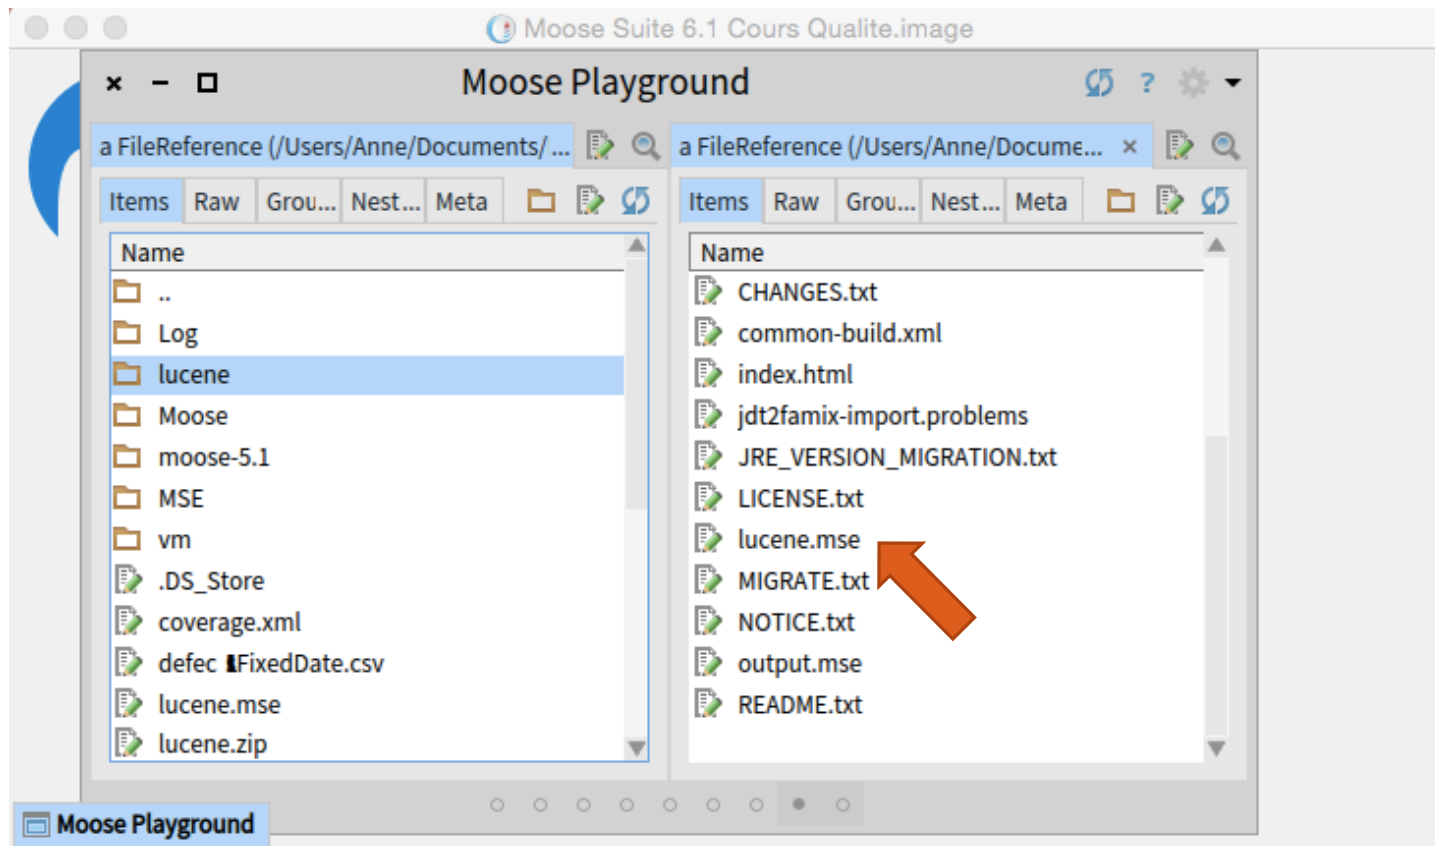 Moose Suite 6.1 Cours Qualite.image
Moose Playground
?
a FileReference (/Users/Anne/Documents/ ...
Items Raw Grou... Nest... Meta
Name
..
Log
lucene
Moose
moose-5.1
MSE
vm
.DS_Store
coverage.xml
FixedDate.csv
lucene.mse
lucene.zip
a FileReference (/Users/Anne/Docume... ×
Items Raw Grou... Nest... Meta
Name
CHANGES.txt
common-build.xml
index.html
jdt2famix-import.problems
JRE_VERSION_MIGRATION.txt
LICENSE.txt
lucene.mse
MIGRATE.txt
NOTICE.txt
output.mse
README.txt
Moose Playground